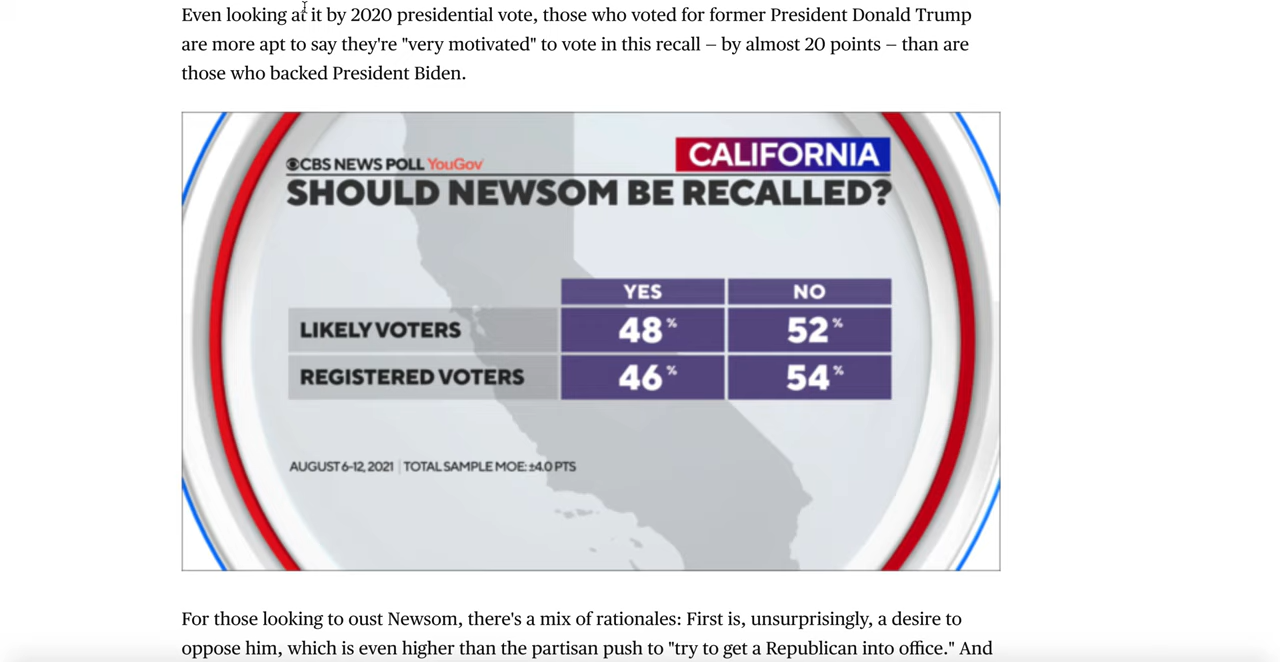 Even looking at it by 2020 presidential vote, those who voted for former President Donald Trump
are more apt to say they're "very motivated" to vote in this recall – by almost 20 points – than are
those who backed President Biden.
CALIFORNIA
CBS NEWS POLL YouGov
SHOULD NEWSOM BE RECALLED?
YES NO
LIKELY VOTERS 48% 52%
REGISTERED VOTERS 46% 54%
AUGUST 6-12, 2021 | TOTAL SAMPLE MOE: ±4.0 PTS
For those looking to oust Newsom, there's a mix of rationales: First is, unsurprisingly, a desire to
oppose him, which is even higher than the partisan push to "try to get a Republican into office." And